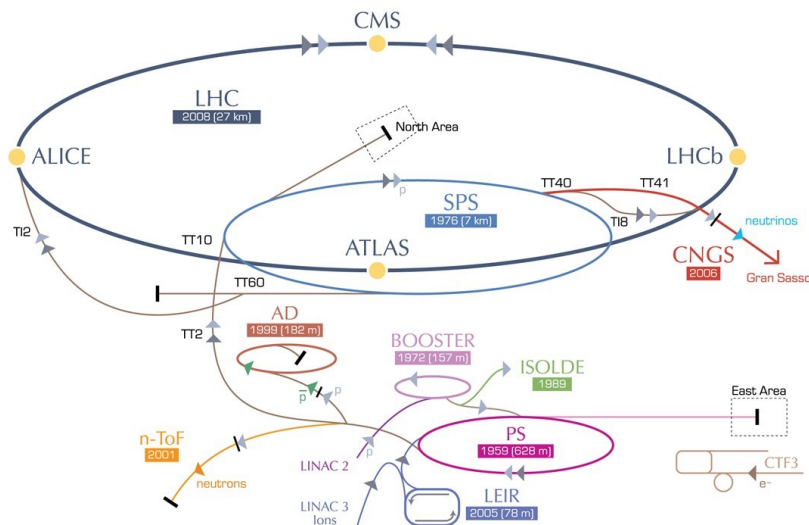 CMS
LHC
2008 (27 km)
North Area
ALICE
LHCb
TT40
TT41
p
SPS
1976 (7 km)
TI8
neutrinos
TI2
TT10
ATLAS
CNGS
2006
Gran Sasso
TT60
AD
1999 (182 m)
TT2
BOOSTER
1972 (157 m)
ISOLDE
1989
p̅
p
East Area
n-ToF
2001
p
PS
1959 (628 m)
LINAC 2
neutrons
CTF3
e-
LINAC 3
Ions
LEIR
2005 (78 m)